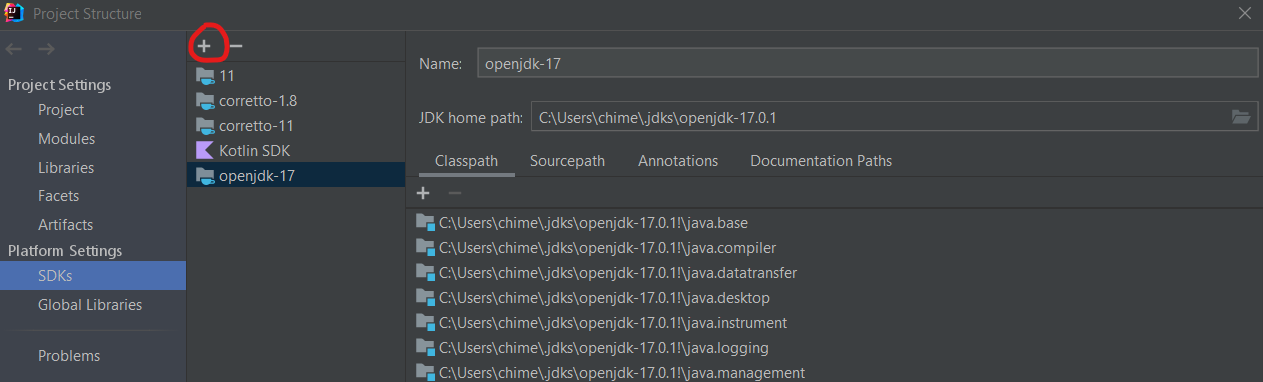 Project Structure
Project Settings
Project
Modules
Libraries
Facets
Artifacts
Platform Settings
SDKs
Global Libraries
Problems
11
corretto-1.8
corretto-11
Kotlin SDK
openjdk-17
Name: openjdk-17
JDK home path: C:\Users\chime\.jdks\openjdk-17.0.1
Classpath Sourcepath Annotations Documentation Paths
C:\Users\chime\.jdks\openjdk-17.0.1!\java.base
C:\Users\chime\.jdks\openjdk-17.0.1!\java.compiler
C:\Users\chime\.jdks\openjdk-17.0.1!\java.datatransfer
C:\Users\chime\.jdks\openjdk-17.0.1!\java.desktop
C:\Users\chime\.jdks\openjdk-17.0.1!\java.instrument
C:\Users\chime\.jdks\openjdk-17.0.1!\java.logging
C:\Users\chime\.jdks\openjdk-17.0.1!\java.management